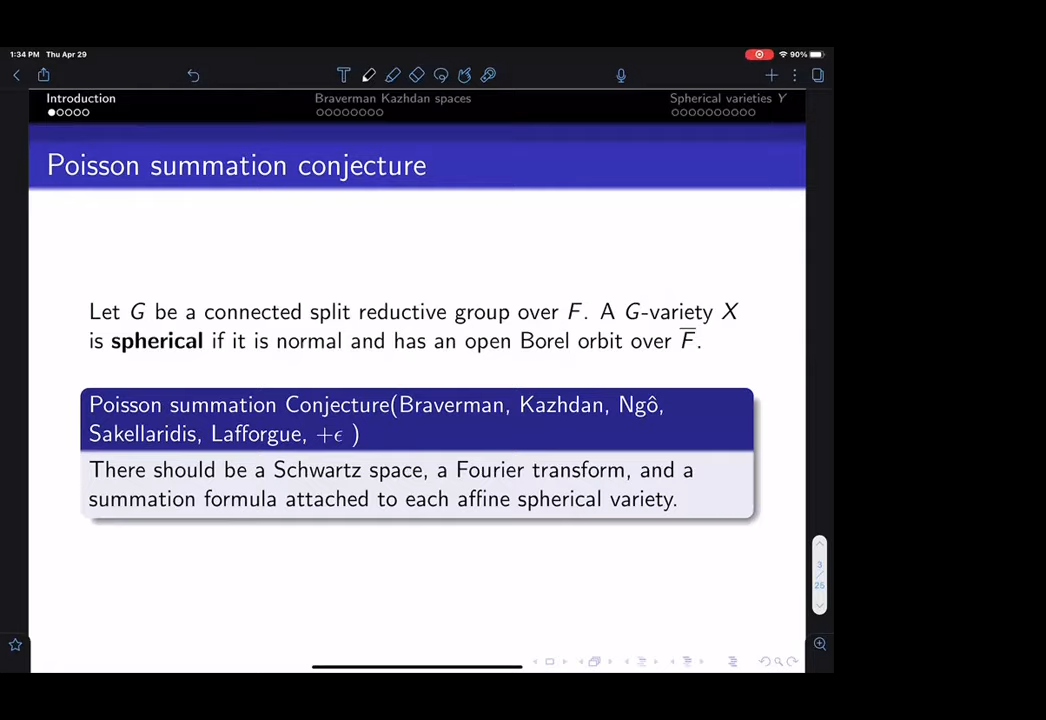 1:34 PM Thu Apr 29
90%
Introduction
Braverman Kazhdan spaces
Spherical varieties Y
Poisson summation conjecture
Let G be a connected split reductive group over F. A G-variety X
is spherical if it is normal and has an open Borel orbit over F̅.
Poisson summation Conjecture(Braverman, Kazhdan, Ngô,
Sakellaridis, Lafforgue, +ϵ )
There should be a Schwartz space, a Fourier transform, and a
summation formula attached to each affine spherical variety.
3
/
25